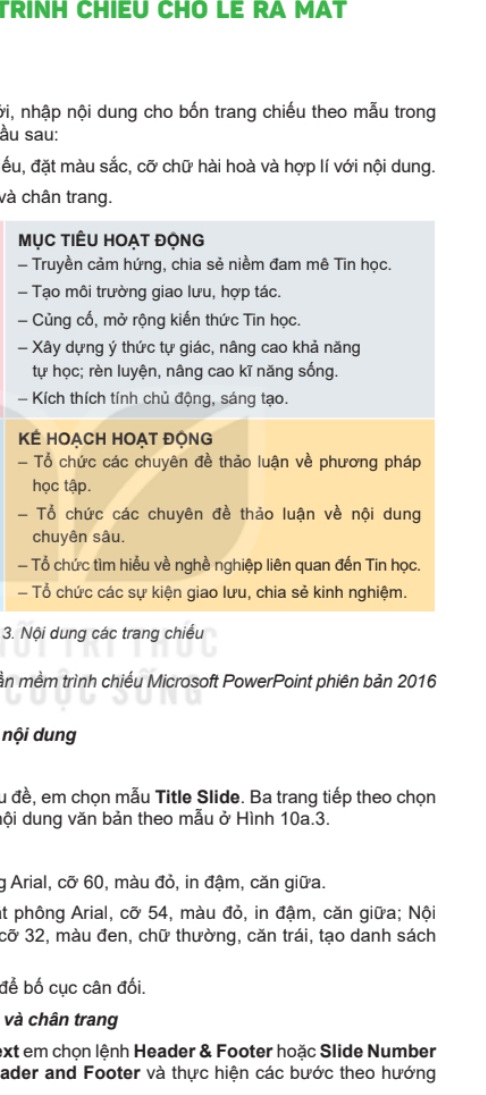 TRÌNH CHIẾU CHO LỄ RA MẮT
nhập nội dung cho bốn trang chiếu theo mẫu trong
sau:
đặt màu sắc, cỡ chữ hài hoà và hợp lí với nội dung.
và chân trang.
MỤC TIÊU HOẠT ĐỘNG
– Truyền cảm hứng, chia sẻ niềm đam mê Tin học.
– Tạo môi trường giao lưu, hợp tác.
– Củng cố, mở rộng kiến thức Tin học.
– Xây dựng ý thức tự giác, nâng cao khả năng
tự học; rèn luyện, nâng cao kĩ năng sống.
– Kích thích tính chủ động, sáng tạo.
KẾ HOẠCH HOẠT ĐỘNG
– Tổ chức các chuyên đề thảo luận về phương pháp
học tập.
– Tổ chức các chuyên đề thảo luận về nội dung
chuyên sâu.
– Tổ chức tìm hiểu về nghề nghiệp liên quan đến Tin học.
– Tổ chức các sự kiện giao lưu, chia sẻ kinh nghiệm.
3. Nội dung các trang chiếu
TRI THỨC
CUỘC SỐNG
mềm trình chiếu Microsoft PowerPoint phiên bản 2016
nội dung
đề, em chọn mẫu Title Slide. Ba trang tiếp theo chọn
nội dung văn bản theo mẫu ở Hình 10a.3.
Arial, cỡ 60, màu đỏ, in đậm, căn giữa.
phông Arial, cỡ 54, màu đỏ, in đậm, căn giữa; Nội
cỡ 32, màu đen, chữ thường, căn trái, tạo danh sách
để bố cục cân đối.
và chân trang
em chọn lệnh Header & Footer hoặc Slide Number
and Footer và thực hiện các bước theo hướng